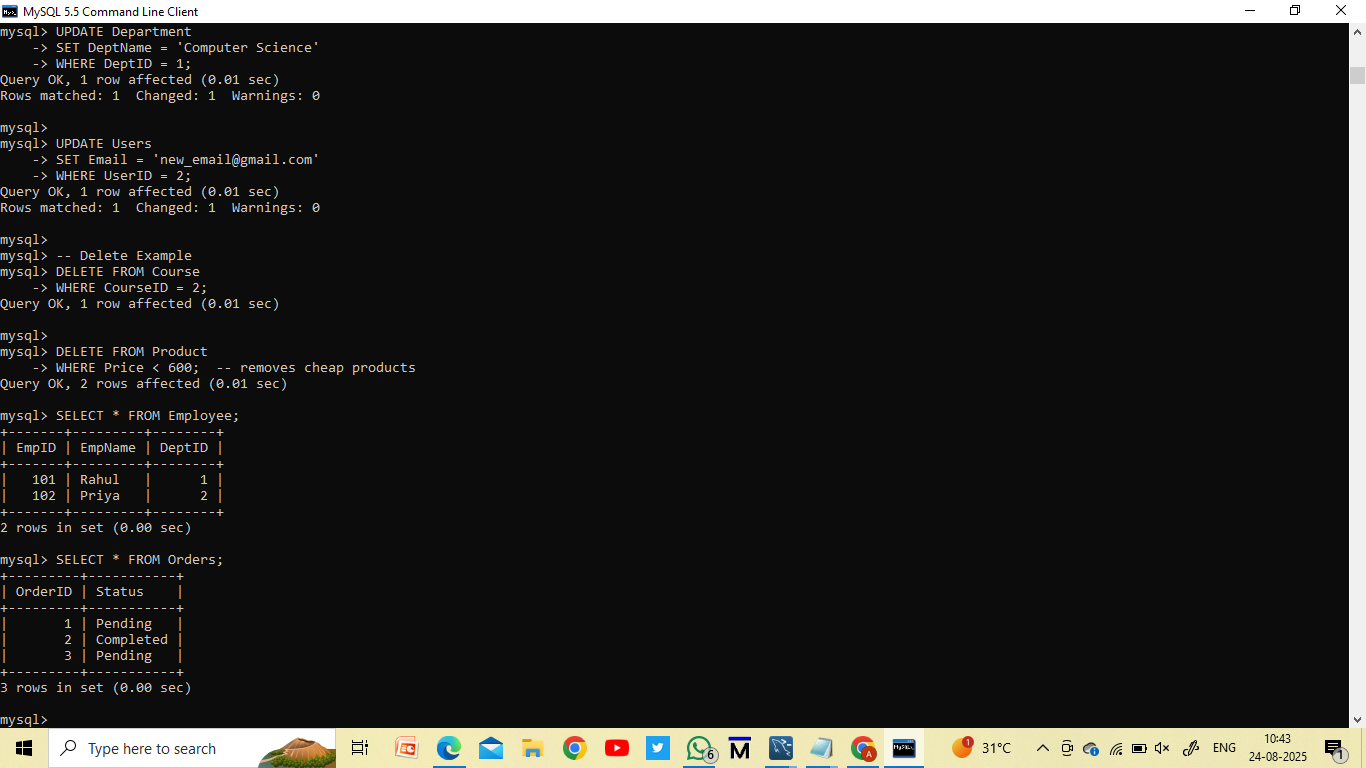 MySQL 5.5 Command Line Client
mysql> UPDATE Department
    -> SET DeptName = 'Computer Science'
    -> WHERE DeptID = 1;
Query OK, 1 row affected (0.01 sec)
Rows matched: 1  Changed: 1  Warnings: 0
mysql>
mysql> UPDATE Users
    -> SET Email = 'new_email@gmail.com'
    -> WHERE UserID = 2;
Query OK, 1 row affected (0.01 sec)
Rows matched: 1  Changed: 1  Warnings: 0
mysql>
mysql> -- Delete Example
mysql> DELETE FROM Course
    -> WHERE CourseID = 2;
Query OK, 1 row affected (0.01 sec)
mysql>
mysql> DELETE FROM Product
    -> WHERE Price < 600;  -- removes cheap products
Query OK, 2 rows affected (0.01 sec)
mysql> SELECT * FROM Employee;
+-------+---------+--------+
| EmpID | EmpName | DeptID |
+-------+---------+--------+
|   101 | Rahul   |      1 |
|   102 | Priya   |      2 |
+-------+---------+--------+
2 rows in set (0.00 sec)
mysql> SELECT * FROM Orders;
+---------+-----------+
| OrderID | Status    |
+---------+-----------+
|       1 | Pending   |
|       2 | Completed |
|       3 | Pending   |
+---------+-----------+
3 rows in set (0.00 sec)
mysql>
Type here to search
6
M
A
MySQL
1
31°C
ENG
10:43
24-08-2025
1